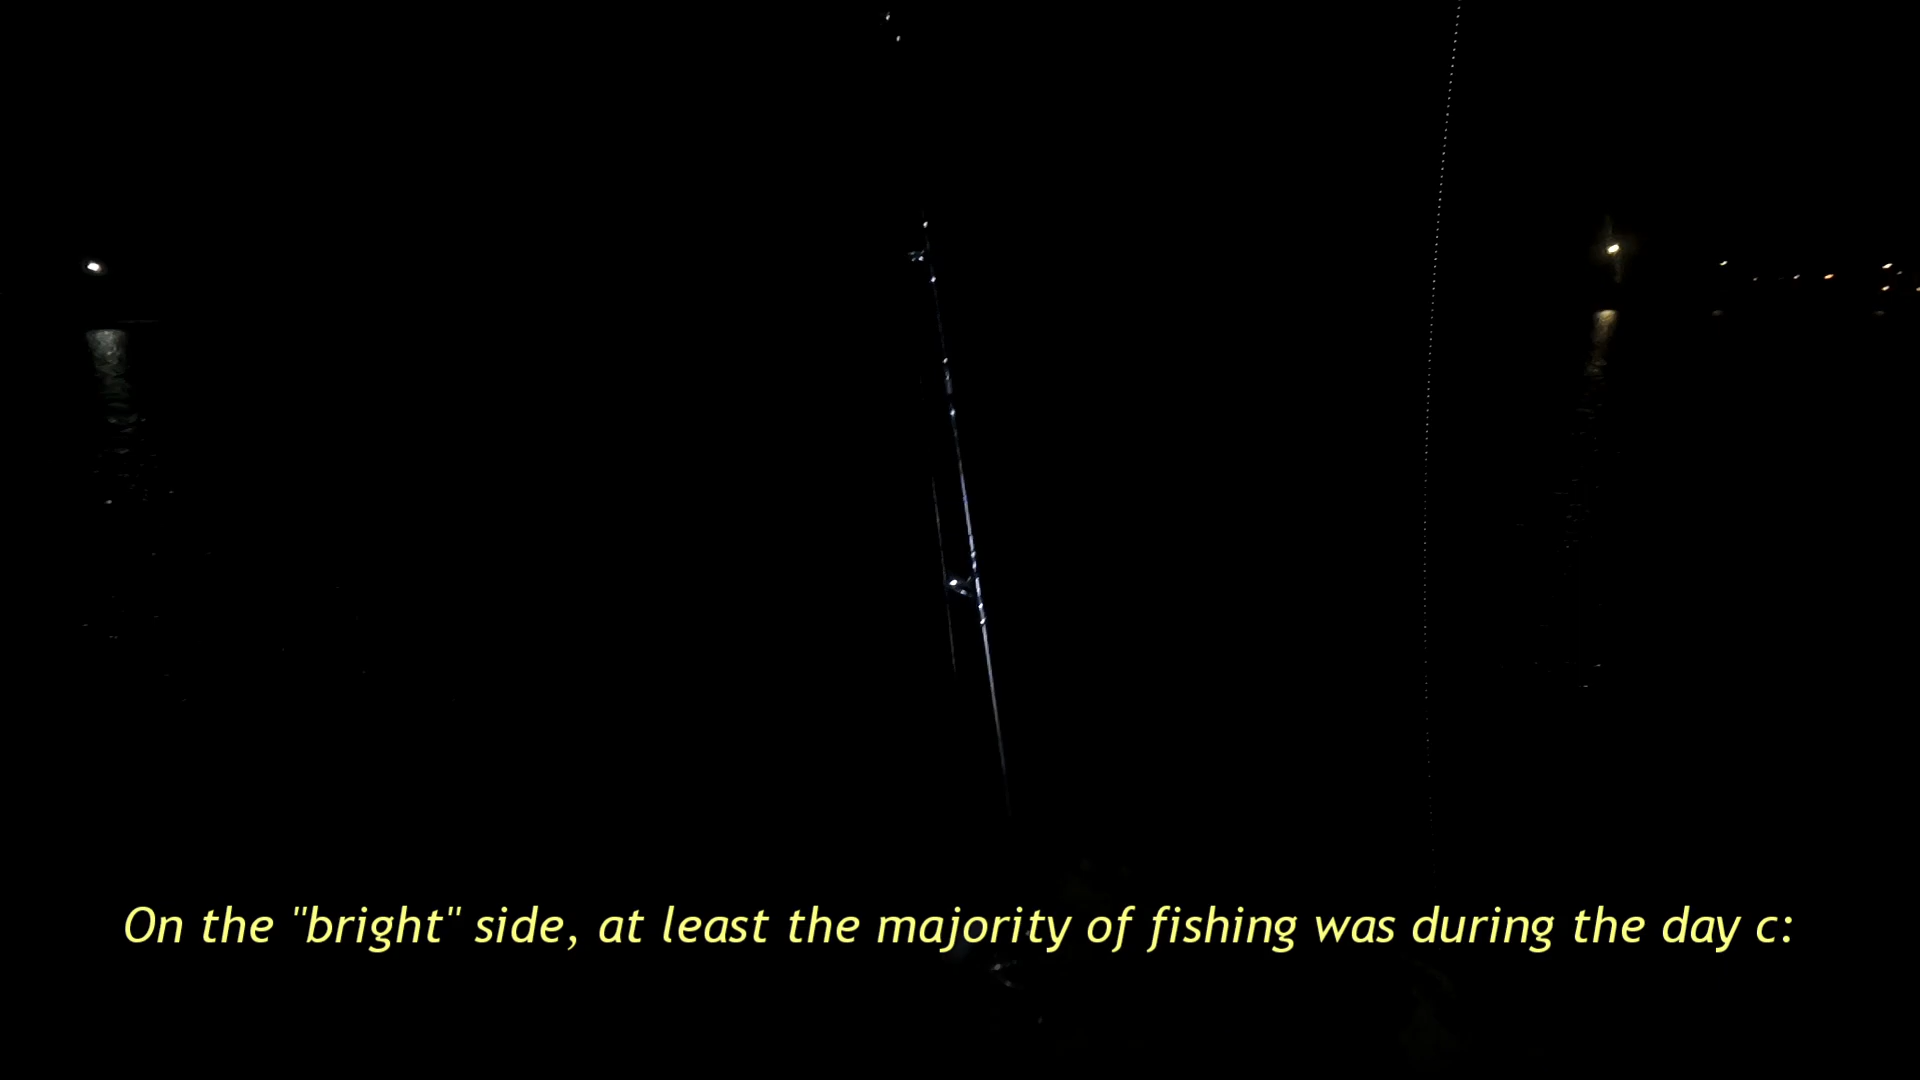 On the "bright" side, at least the majority of fishing was during the day c: